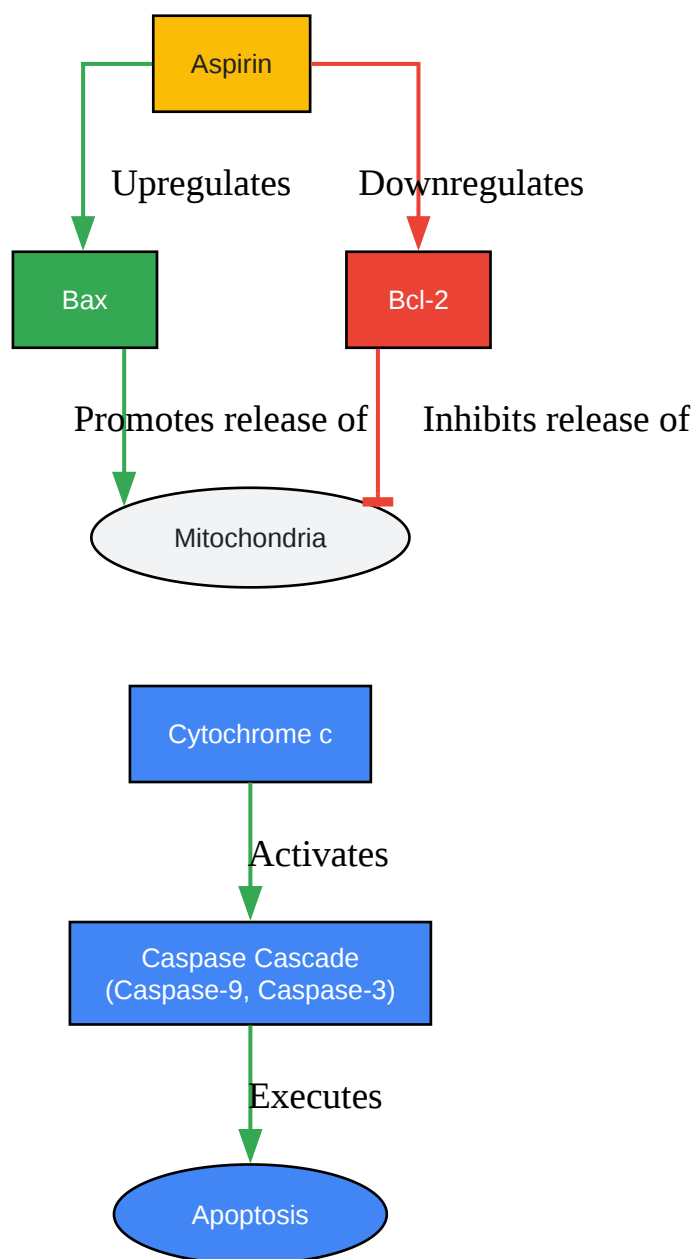 Aspirin
Upregulates
Downregulates
Bax
Bcl-2
Promotes release of
Inhibits release of
Mitochondria
Cytochrome c
Activates
Caspase Cascade
(Caspase-9, Caspase-3)
Executes
Apoptosis